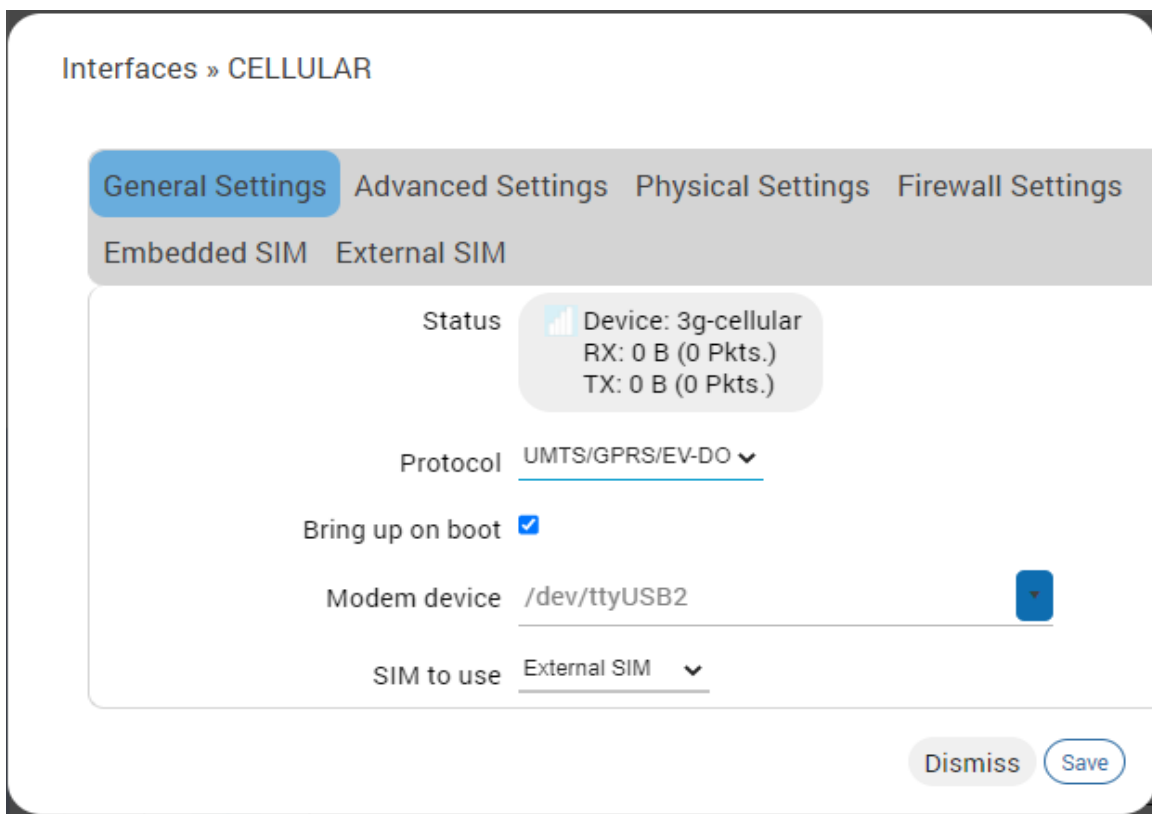 Interfaces » CELLULAR
General Settings Advanced Settings Physical Settings Firewall Settings
Embedded SIM External SIM
Status Device: 3g-cellular
RX: 0 B (0 Pkts.)
TX: 0 B (0 Pkts.)
Protocol UMTS/GPRS/EV-DO
Bring up on boot
Modem device /dev/ttyUSB2
SIM to use External SIM
Dismiss Save